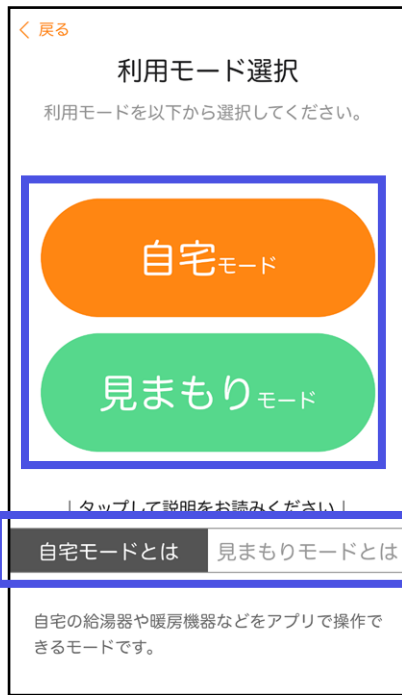 戻る
利用モード選択
利用モードを以下から選択してください。
自宅モード
見まもりモード
| タップして説明をお読みください |
自宅モードとは 見まもりモードとは
自宅の給湯器や暖房機器などをアプリで操作で
きるモードです。